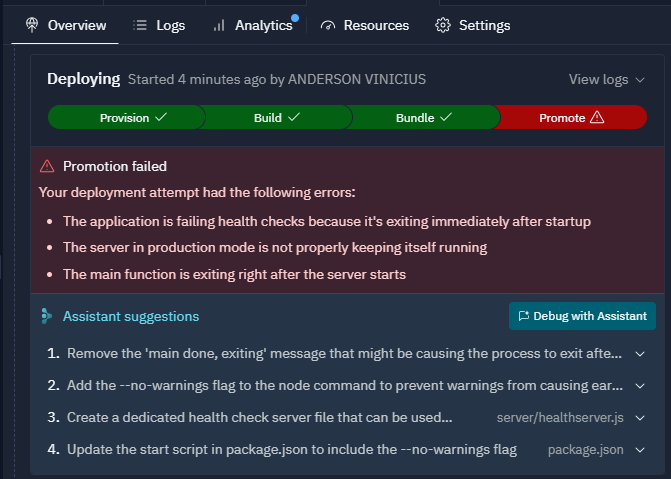 Overview Logs Analytics Resources Settings
Deploying Started 4 minutes ago by ANDERSON VINICIUS View logs
Provision Build Bundle Promote
Promotion failed
Your deployment attempt had the following errors:
• The application is failing health checks because it's exiting immediately after startup
• The server in production mode is not properly keeping itself running
• The main function is exiting right after the server starts
Assistant suggestions Debug with Assistant
1. Remove the 'main done, exiting' message that might be causing the process to exit afte...
2. Add the --no-warnings flag to the node command to prevent warnings from causing ear...
3. Create a dedicated health check server file that can be used... server/healthserver.js
4. Update the start script in package.json to include the --no-warnings flag package.json